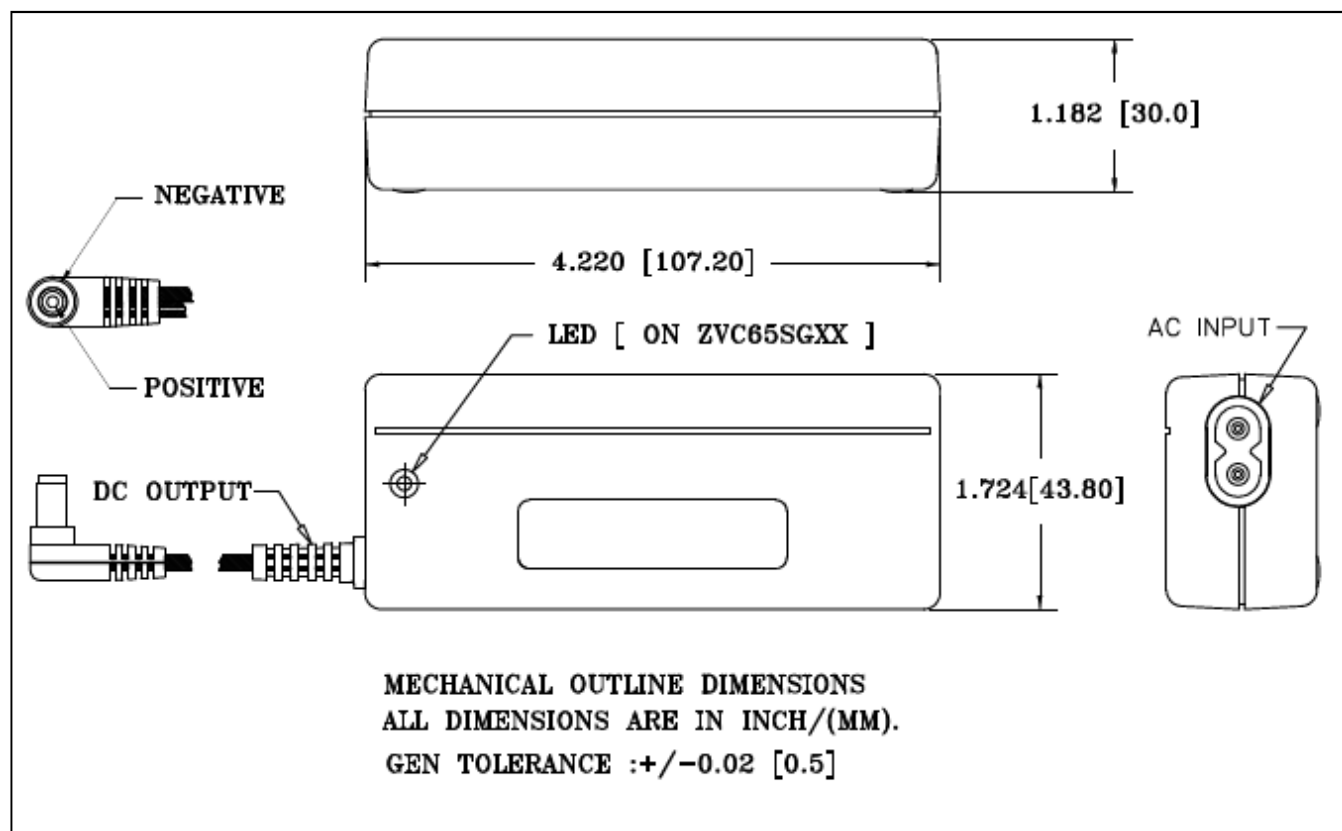 1.182 [30.0]
NEGATIVE
4.220 [107.20]
POSITIVE
LED [ ON ZVC65SGXX ]
AC INPUT
DC OUTPUT
1.724[43.80]
MECHANICAL OUTLINE DIMENSIONS
ALL DIMENSIONS ARE IN INCH/(MM).
GEN TOLERANCE :+/-0.02 [0.5]